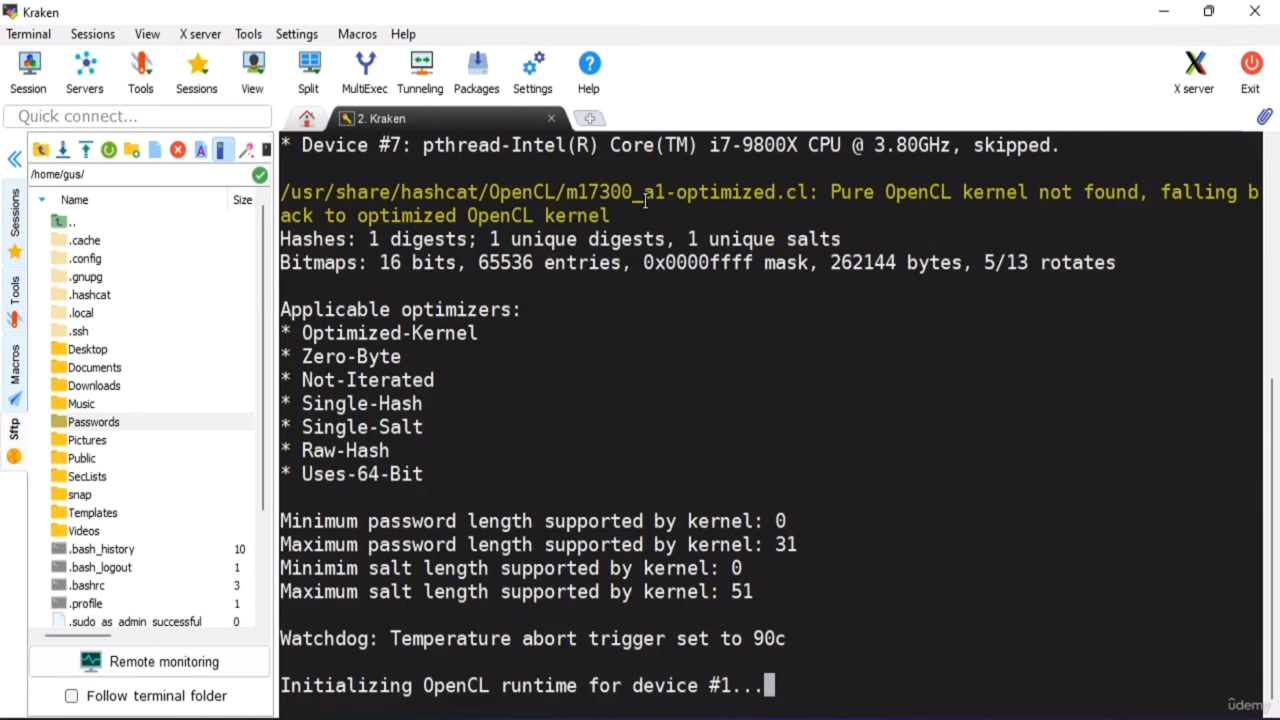 Kraken
Terminal Sessions View X server Tools Settings Macros Help
Session Servers Tools Sessions View Split MultiExec Tunneling Packages Settings Help X server Exit
Quick connect...
2. Kraken
/home/gus/
Name Size
..
.cache
.config
.gnupg
.hashcat
.local
.ssh
Desktop
Documents
Downloads
Music
Passwords
Pictures
Public
SecLists
snap
Templates
Videos
.bash_history 10
.bash_logout 1
.bashrc 3
.profile 1
.sudo_as_admin_successful 0
Remote monitoring
Follow terminal folder
Sessions
Tools
Macros
Sftp
* Device #7: pthread-Intel(R) Core(TM) i7-9800X CPU @ 3.80GHz, skipped.
/usr/share/hashcat/OpenCL/m17300_a1-optimized.cl: Pure OpenCL kernel not found, falling b
ack to optimized OpenCL kernel
Hashes: 1 digests; 1 unique digests, 1 unique salts
Bitmaps: 16 bits, 65536 entries, 0x0000ffff mask, 262144 bytes, 5/13 rotates
Applicable optimizers:
* Optimized-Kernel
* Zero-Byte
* Not-Iterated
* Single-Hash
* Single-Salt
* Raw-Hash
* Uses-64-Bit
Minimum password length supported by kernel: 0
Maximum password length supported by kernel: 31
Minimim salt length supported by kernel: 0
Maximum salt length supported by kernel: 51
Watchdog: Temperature abort trigger set to 90c
Initializing OpenCL runtime for device #1...
ûdemy